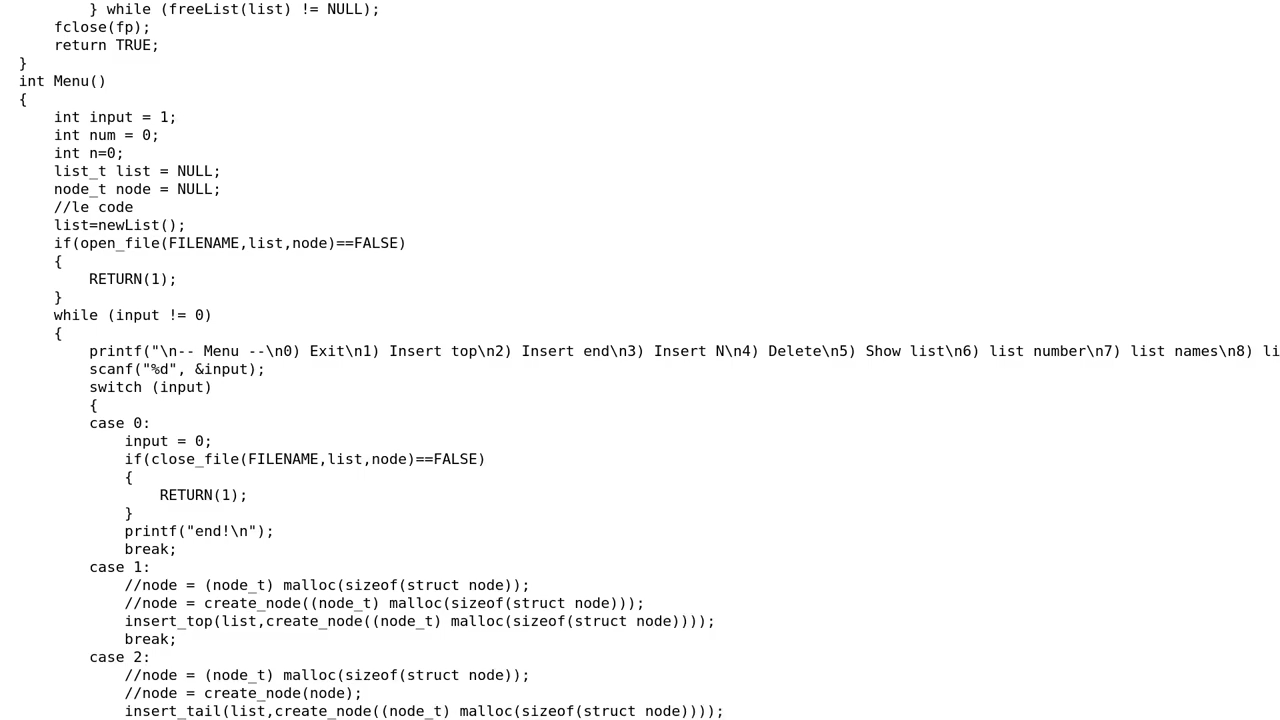 } while (freeList(list) != NULL);
    fclose(fp);
    return TRUE;
}
int Menu()
{
    int input = 1;
    int num = 0;
    int n=0;
    list_t list = NULL;
    node_t node = NULL;
    //le code
    list=newList();
    if(open_file(FILENAME,list,node)==FALSE)
    {
        RETURN(1);
    }
    while (input != 0)
    {
        printf("\n-- Menu --\n0) Exit\n1) Insert top\n2) Insert end\n3) Insert N\n4) Delete\n5) Show list\n6) list number\n7) list names\n8) li
        scanf("%d", &input);
        switch (input)
        {
        case 0:
            input = 0;
            if(close_file(FILENAME,list,node)==FALSE)
            {
                RETURN(1);
            }
            printf("end!\n");
            break;
        case 1:
            //node = (node_t) malloc(sizeof(struct node));
            //node = create_node((node_t) malloc(sizeof(struct node)));
            insert_top(list,create_node((node_t) malloc(sizeof(struct node))));
            break;
        case 2:
            //node = (node_t) malloc(sizeof(struct node));
            //node = create_node(node);
            insert_tail(list,create_node((node_t) malloc(sizeof(struct node))));